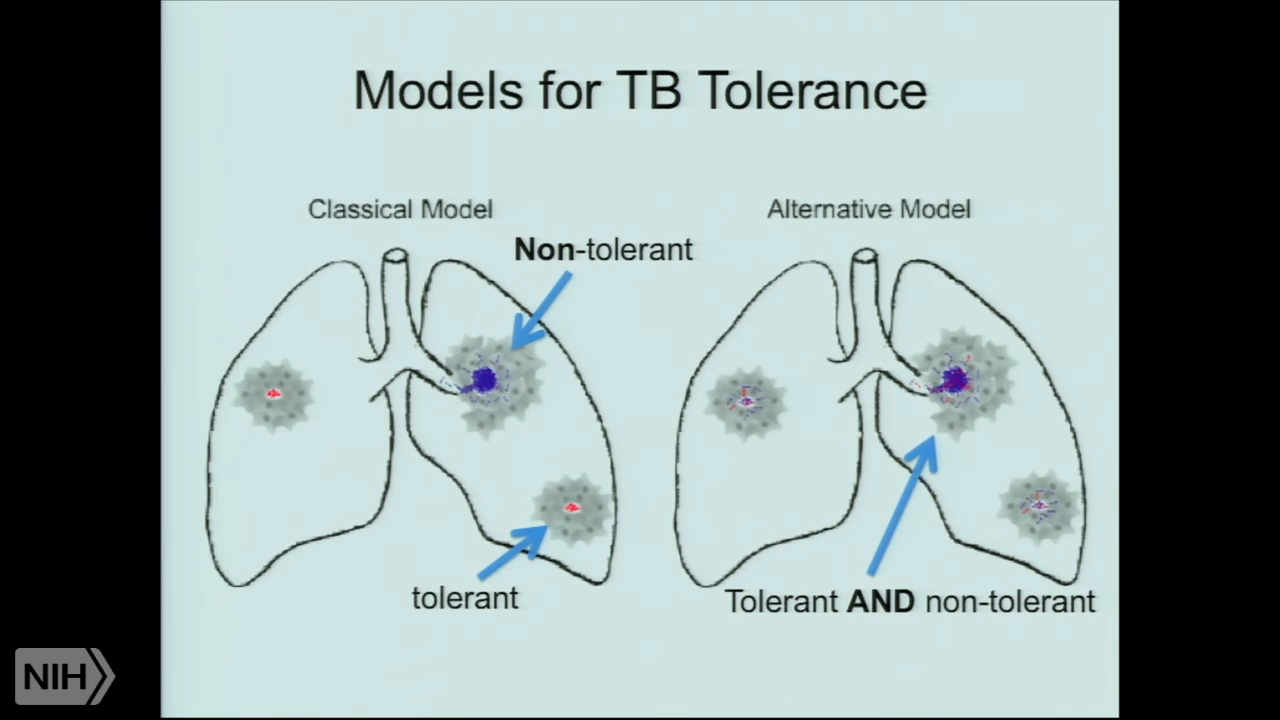 Models for TB Tolerance
Classical Model
Alternative Model
Non-tolerant
tolerant
Tolerant AND non-tolerant
NIH